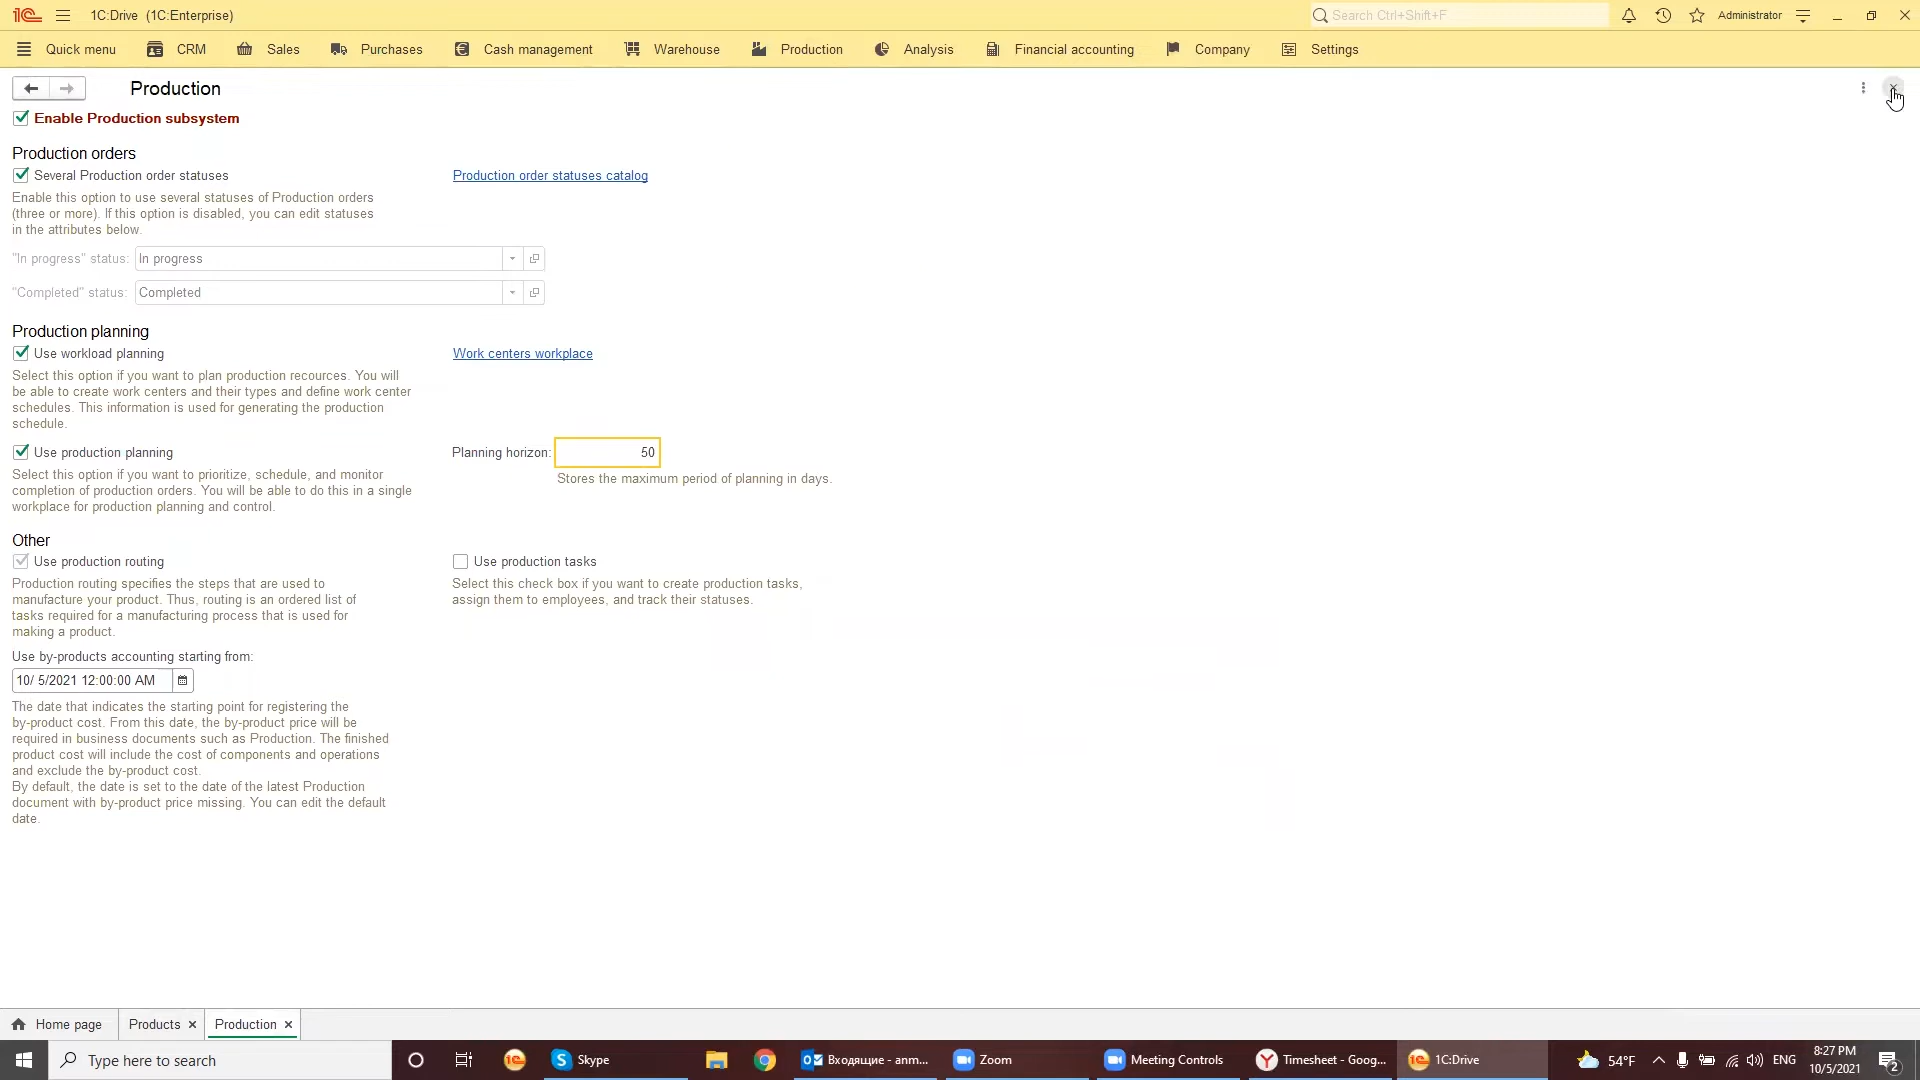 1C:Drive (1C:Enterprise)
Search Ctrl+Shift+F
Administrator
Quick menu
CRM
Sales
Purchases
Cash management
Warehouse
Production
Analysis
Financial accounting
Company
Settings
Production
Enable Production subsystem
Production orders
Several Production order statuses
Production order statuses catalog
Enable this option to use several statuses of Production orders
(three or more). If this option is disabled, you can edit statuses
in the attributes below.
"In progress" status: In progress
"Completed" status: Completed
Production planning
Use workload planning
Work centers workplace
Select this option if you want to plan production recources. You will
be able to create work centers and their types and define work center
schedules. This information is used for generating the production
schedule.
Use production planning
Planning horizon: 50
Stores the maximum period of planning in days.
Select this option if you want to prioritize, schedule, and monitor
completion of production orders. You will be able to do this in a single
workplace for production planning and control.
Other
Use production routing
Use production tasks
Production routing specifies the steps that are used to
manufacture your product. Thus, routing is an ordered list of
tasks required for a manufacturing process that is used for
making a product.
Select this check box if you want to create production tasks,
assign them to employees, and track their statuses.
Use by-products accounting starting from:
10/ 5/2021 12:00:00 AM
The date that indicates the starting point for registering the
by-product cost. From this date, the by-product price will be
required in business documents such as Production. The finished
product cost will include the cost of components and operations
and exclude the by-product cost.
By default, the date is set to the date of the latest Production
document with by-product price missing. You can edit the default
date.
Home page
Products
Production
Type here to search
Skype
Входящие - anm...
Zoom
Meeting Controls
Timesheet - Goog...
1C:Drive
54°F
ENG
8:27 PM
10/5/2021
2